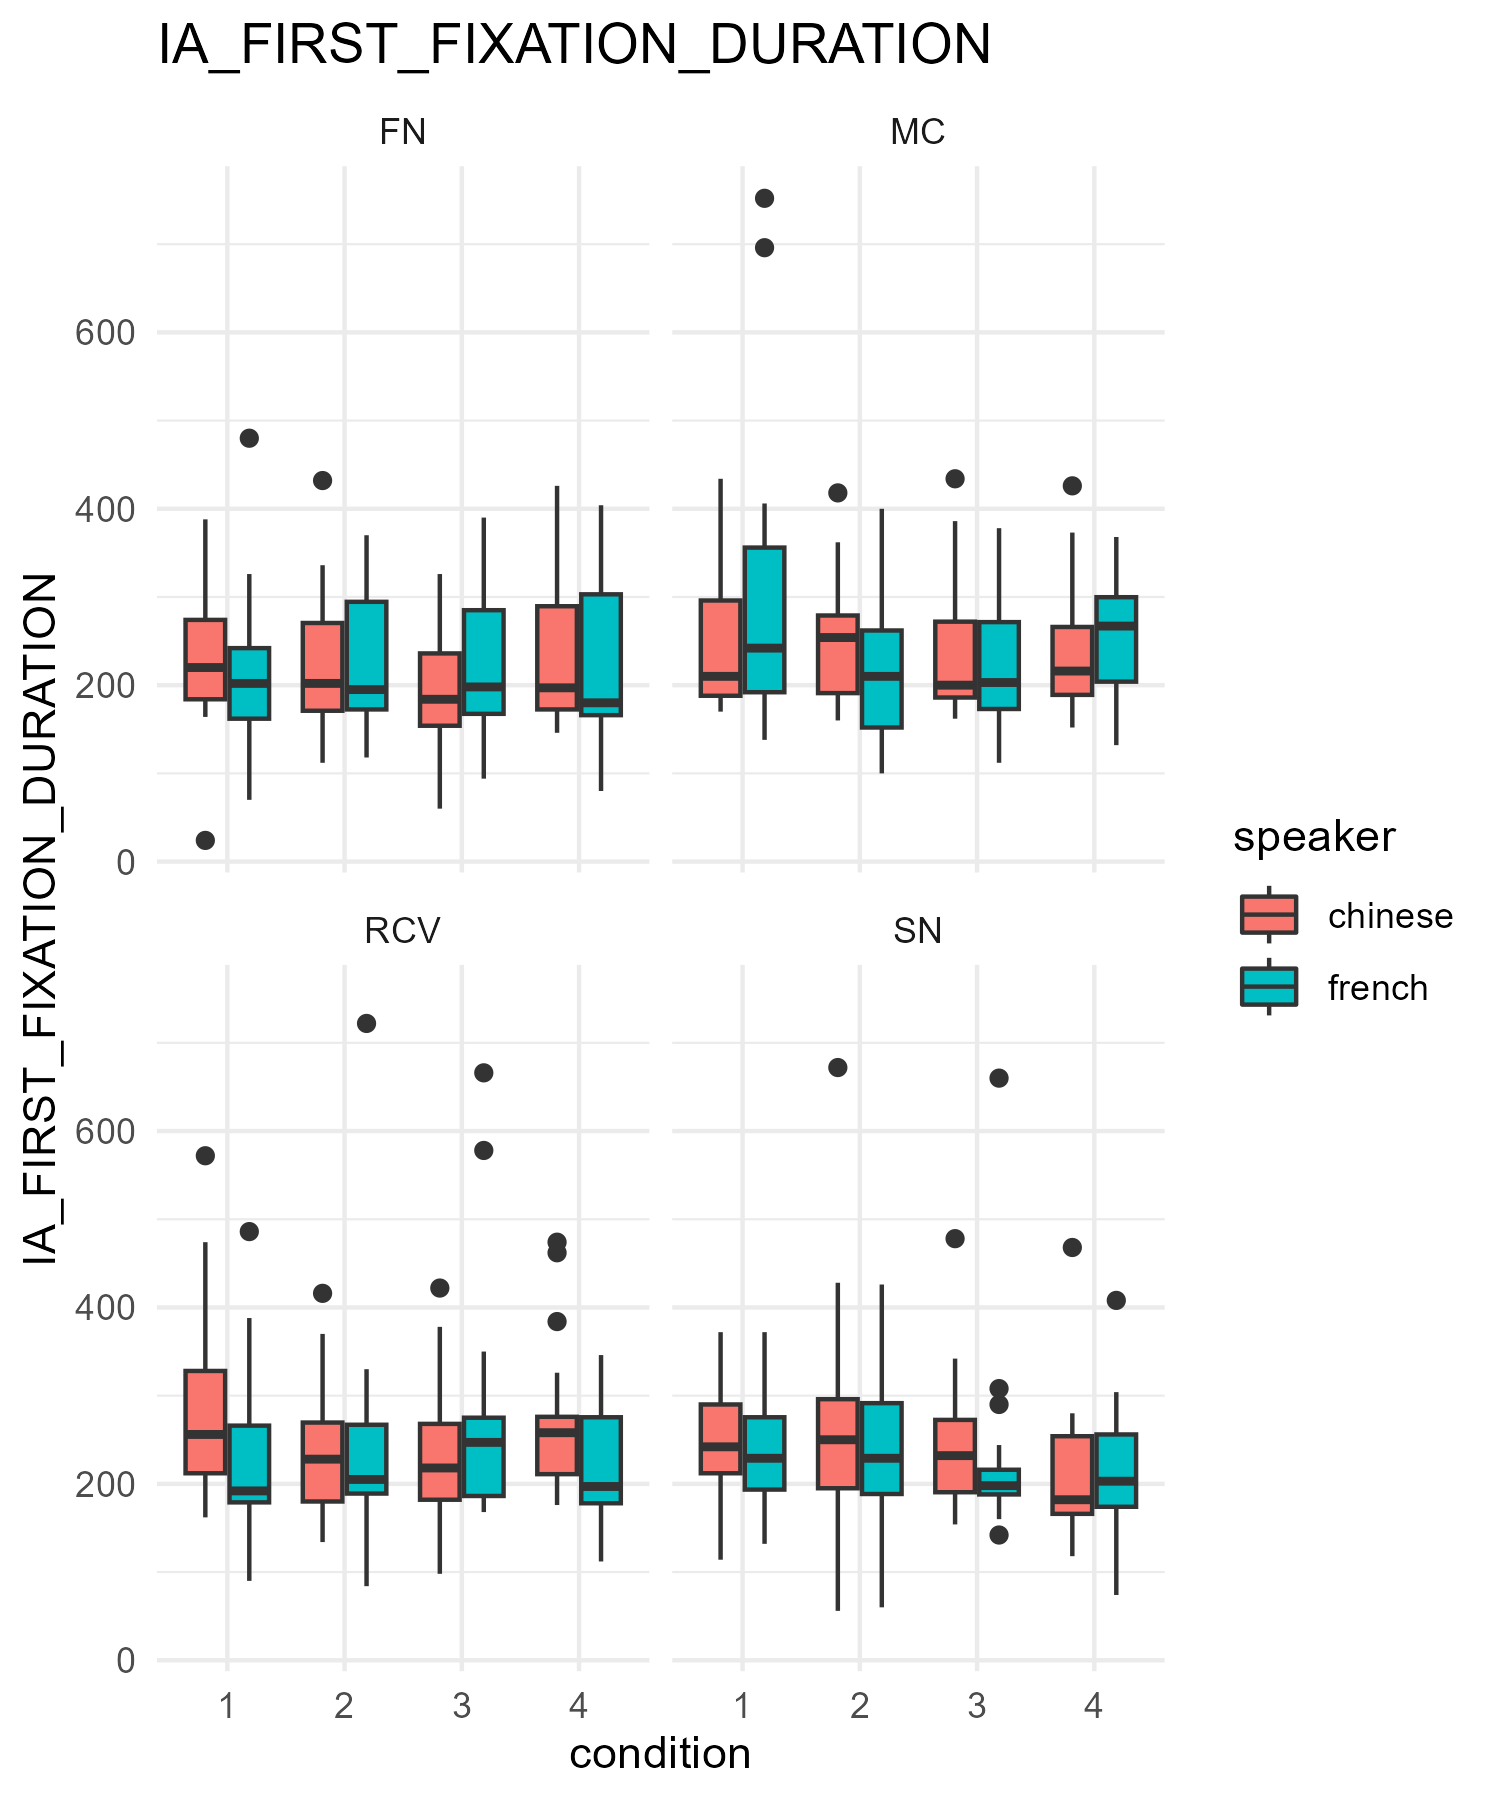 IA_FIRST_FIXATION_DURATION
FN
MC
600
400
200
0
RCV
SN
600
400
200
0
1 2 3 4
1 2 3 4
condition
IA_FIRST_FIXATION_DURATION
speaker
chinese
french